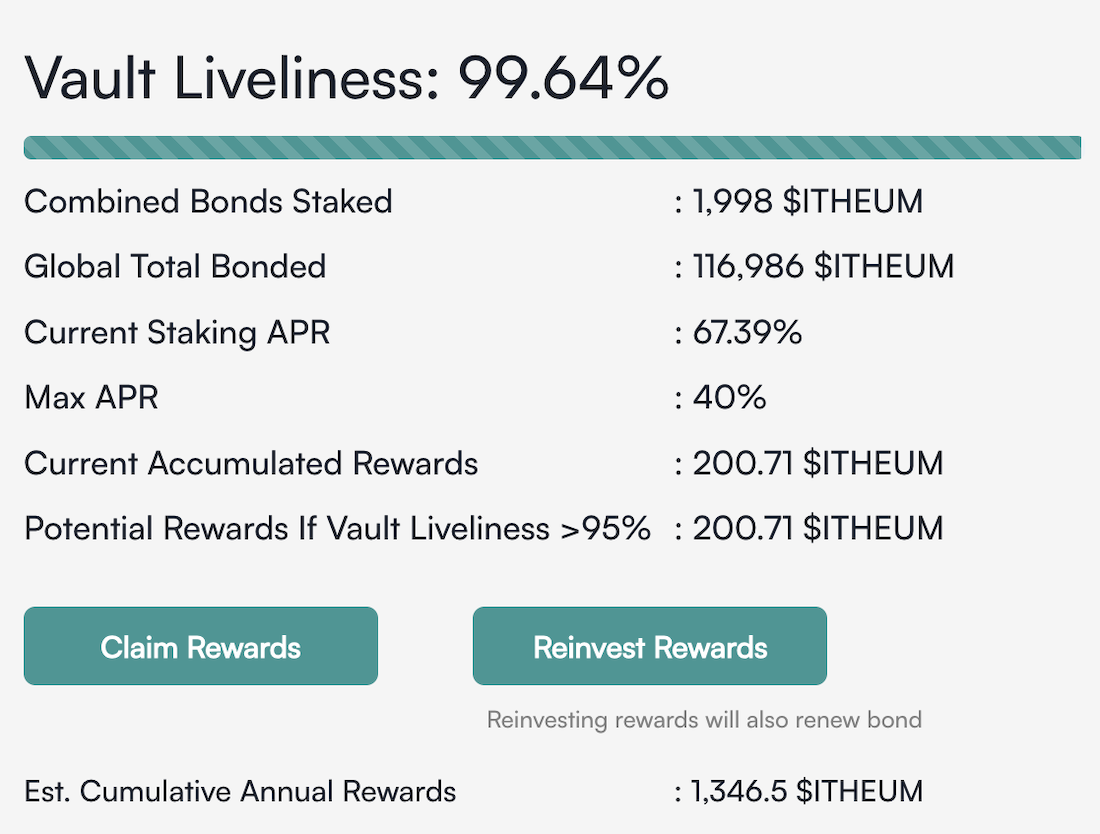 Vault Liveliness: 99.64%
Combined Bonds Staked : 1,998 $ITHEUM
Global Total Bonded : 116,986 $ITHEUM
Current Staking APR : 67.39%
Max APR : 40%
Current Accumulated Rewards : 200.71 $ITHEUM
Potential Rewards If Vault Liveliness >95% : 200.71 $ITHEUM
Claim Rewards Reinvest Rewards
Reinvesting rewards will also renew bond
Est. Cumulative Annual Rewards : 1,346.5 $ITHEUM